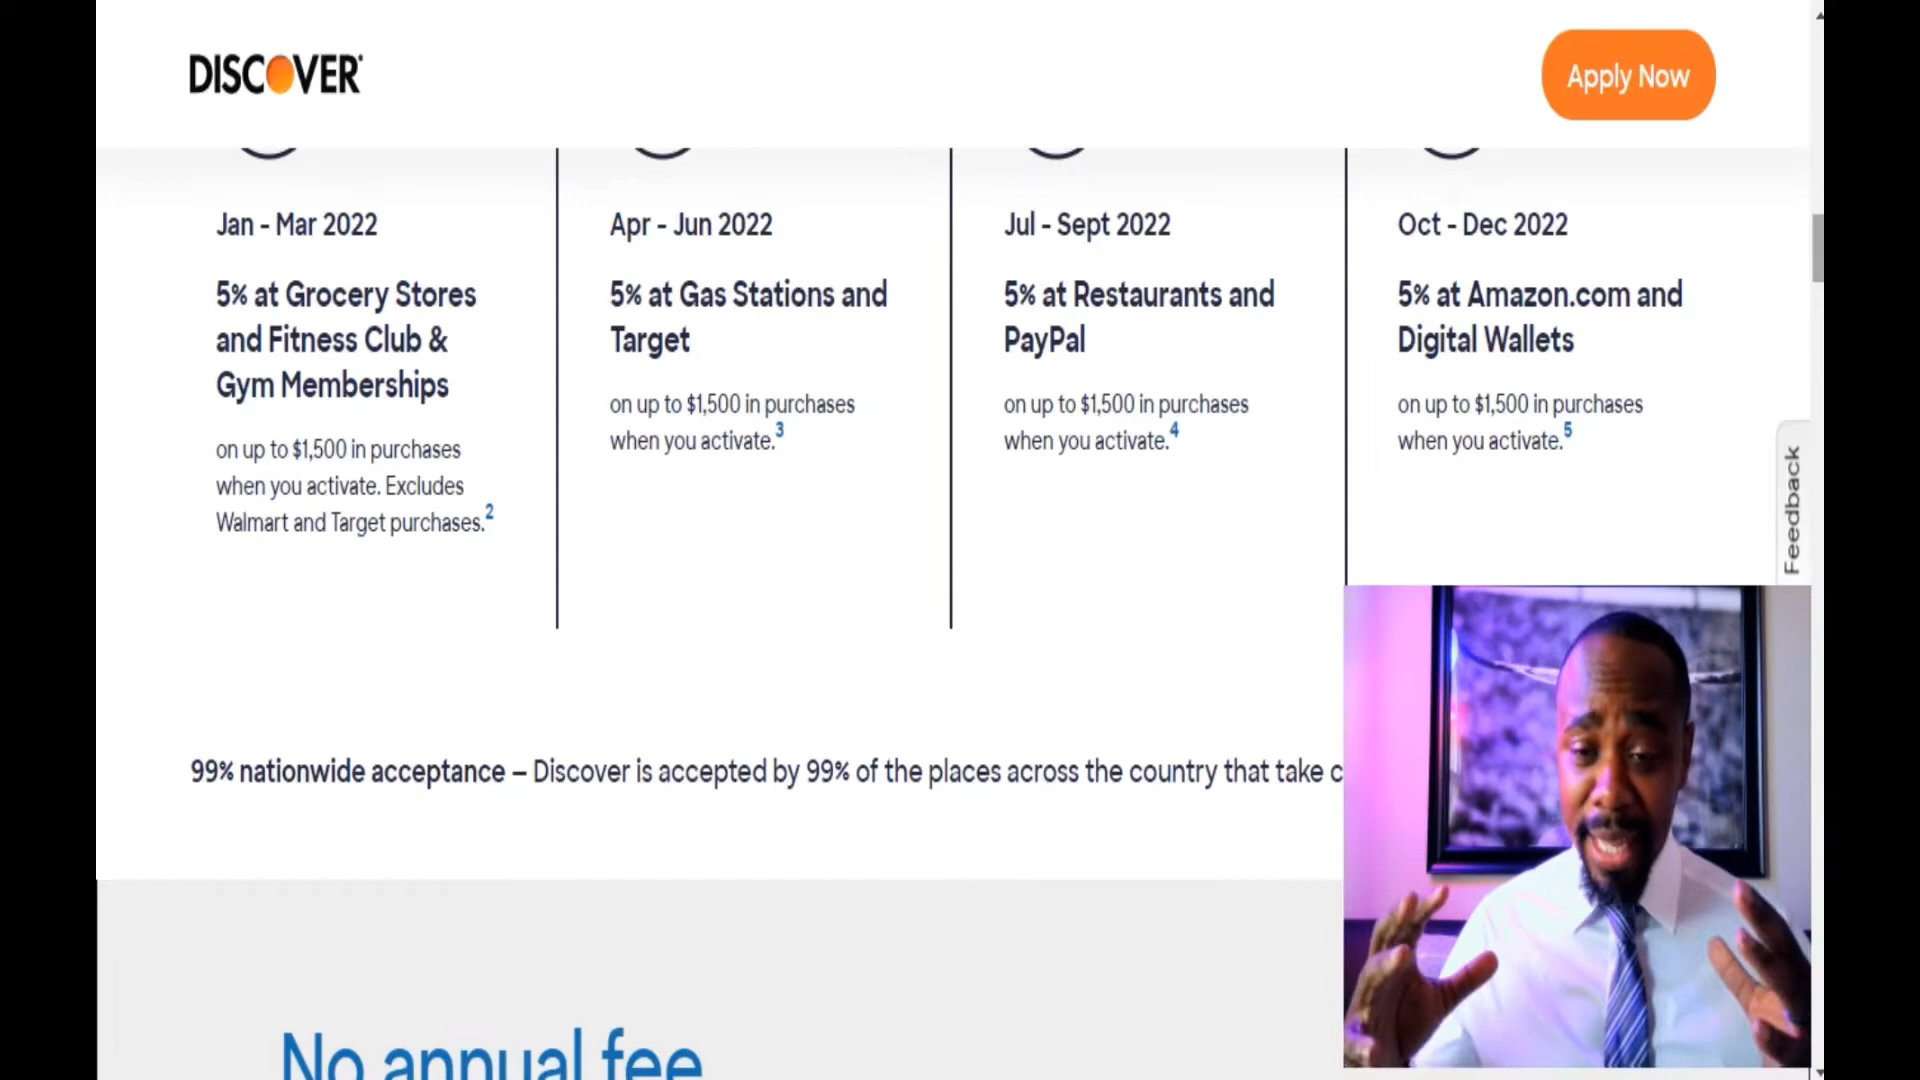 DISCOVER
Apply Now
Jan - Mar 2022
5% at Grocery Stores
and Fitness Club &
Gym Memberships
on up to $1,500 in purchases
when you activate. Excludes
Walmart and Target purchases.2
Apr - Jun 2022
5% at Gas Stations and
Target
on up to $1,500 in purchases
when you activate.3
Jul - Sept 2022
5% at Restaurants and
PayPal
on up to $1,500 in purchases
when you activate.4
Oct - Dec 2022
5% at Amazon.com and
Digital Wallets
on up to $1,500 in purchases
when you activate.5
Feedback
99% nationwide acceptance – Discover is accepted by 99% of the places across the country that take c
No annual fee